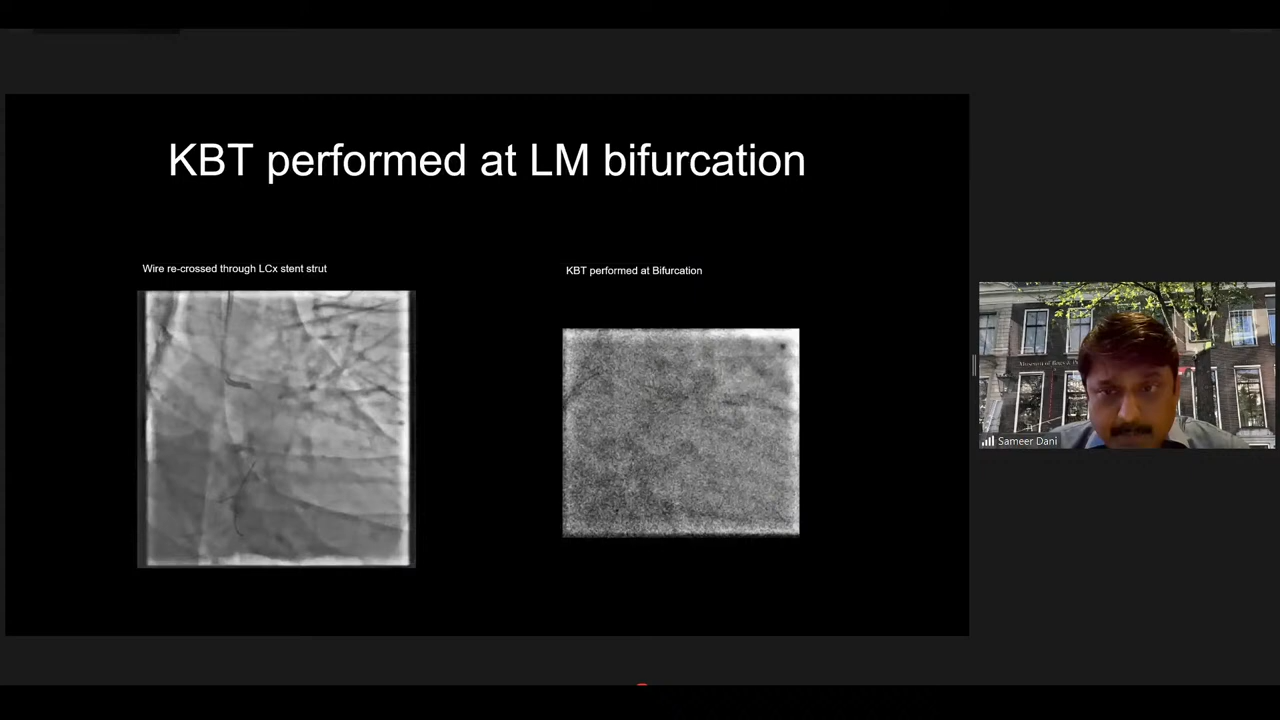 KBT performed at LM bifurcation
Wire re-crossed through LCx stent strut
KBT performed at Bifurcation
Sameer Dani